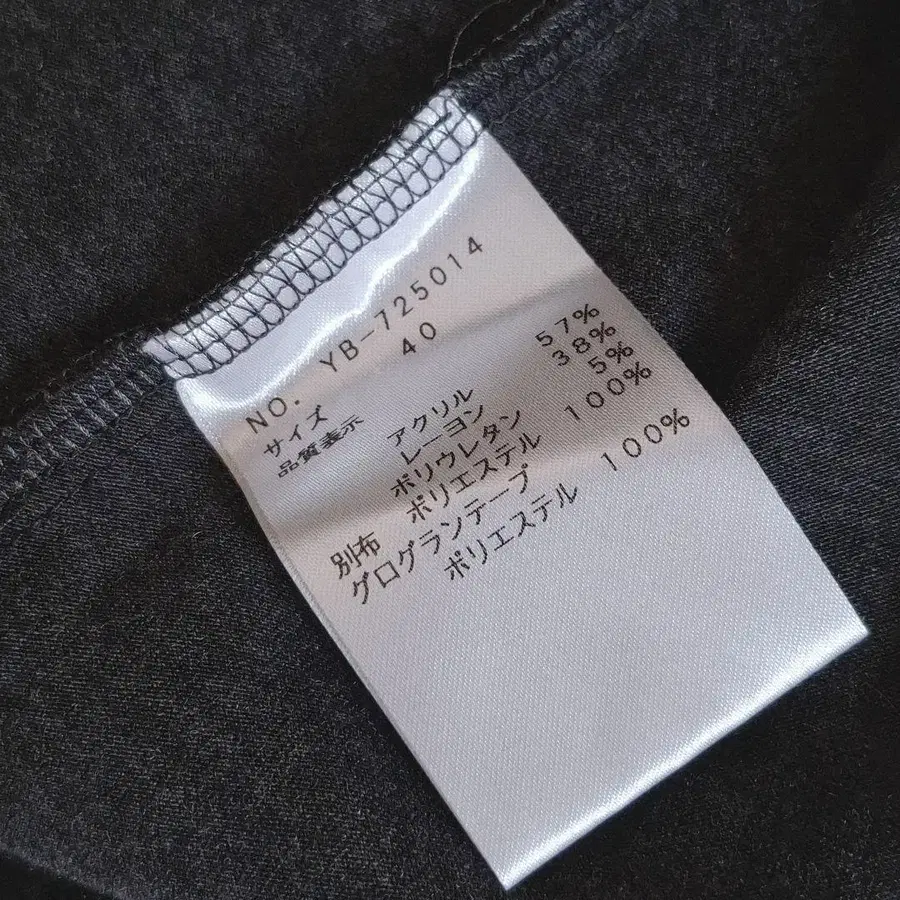 NO. YB-725014
サイズ 40
品質表示
アクリル 57%
レーヨン 38%
ポリウレタン 5%
別布 ポリエステル 100%
グログランテープ
ポリエステル 100%